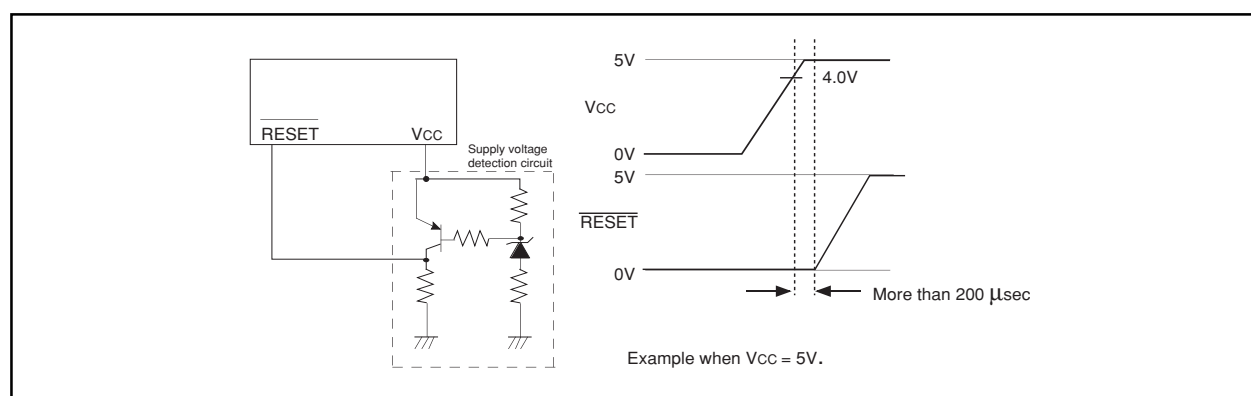 RESET
VCC
Supply voltage
detection circuit
5V
4.0V
VCC
0V
5V
RESET
0V
More than 200 µsec
Example when VCC = 5V.